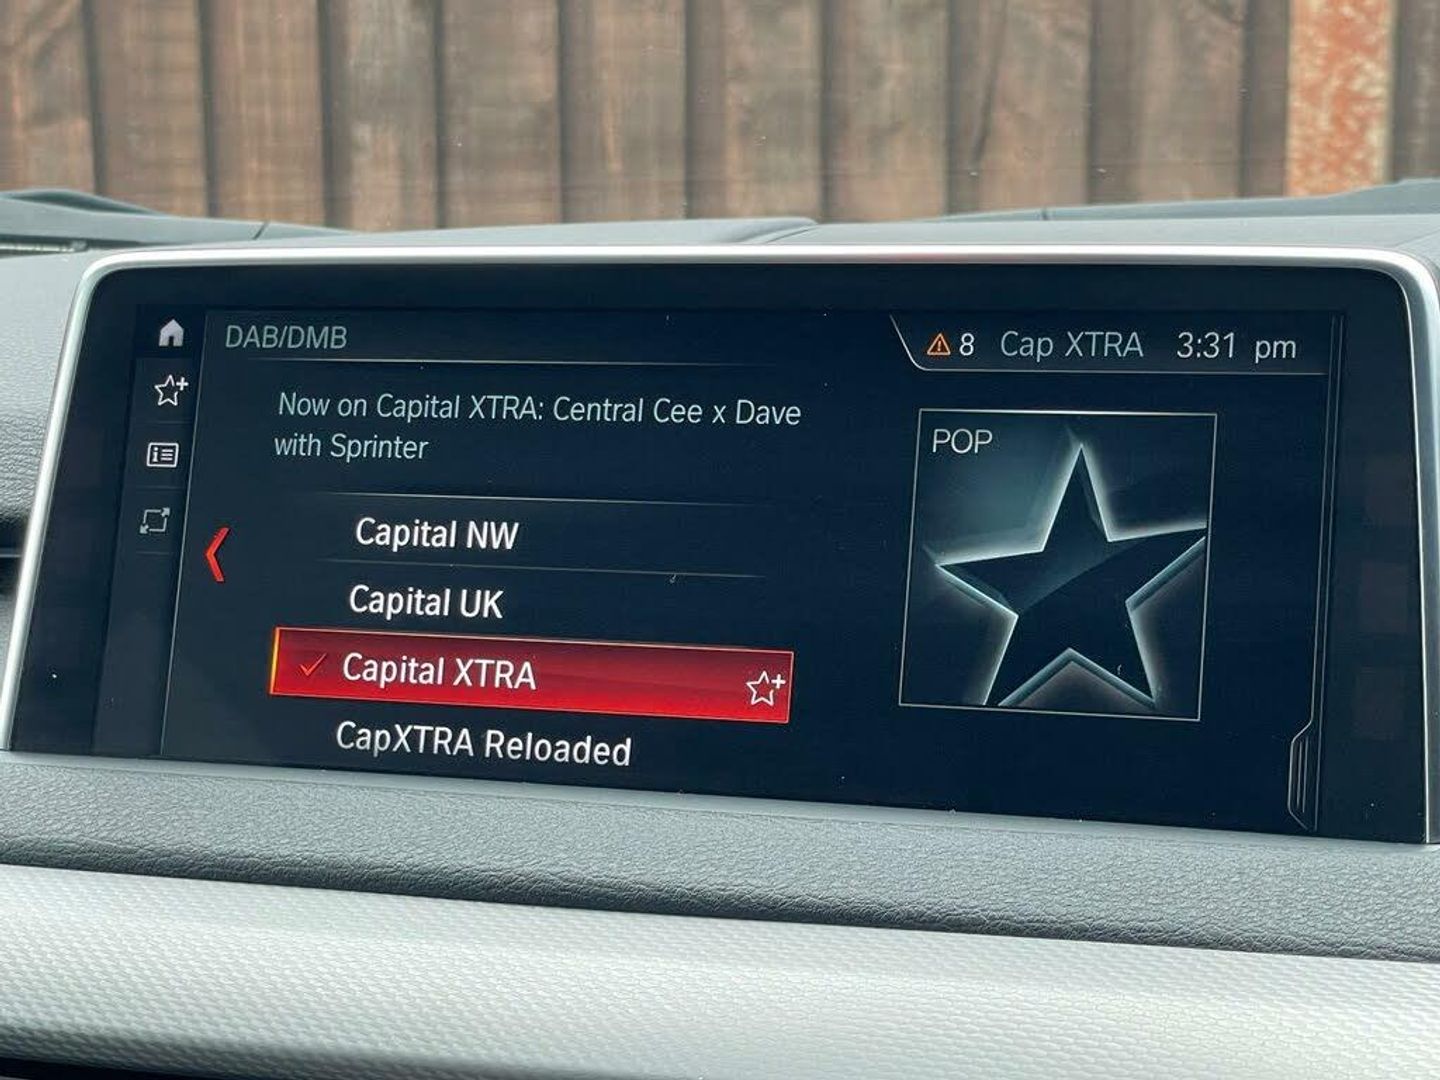 DAB/DMB
8 Cap XTRA 3:31 pm
Now on Capital XTRA: Central Cee x Dave
with Sprinter
POP
Capital NW
Capital UK
Capital XTRA
CapXTRA Reloaded